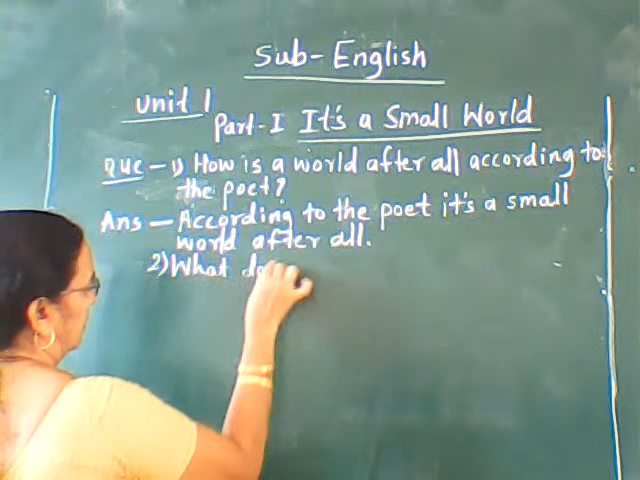 Sub- English
Unit 1
Part-I It's a Small World
Que - 1) How is a world after all according to
the poet?
Ans - According to the poet it's a small
world after all.
2) What do